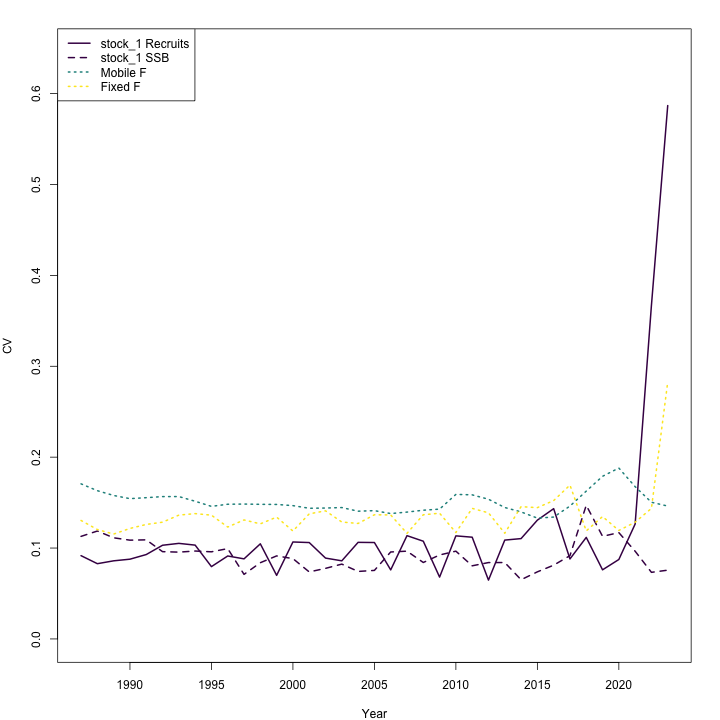 stock_1 Recruits
stock_1 SSB
Mobile F
Fixed F
0.6
0.5
0.4
0.3
0.2
0.1
0.0
CV
1990 1995 2000 2005 2010 2015 2020
Year